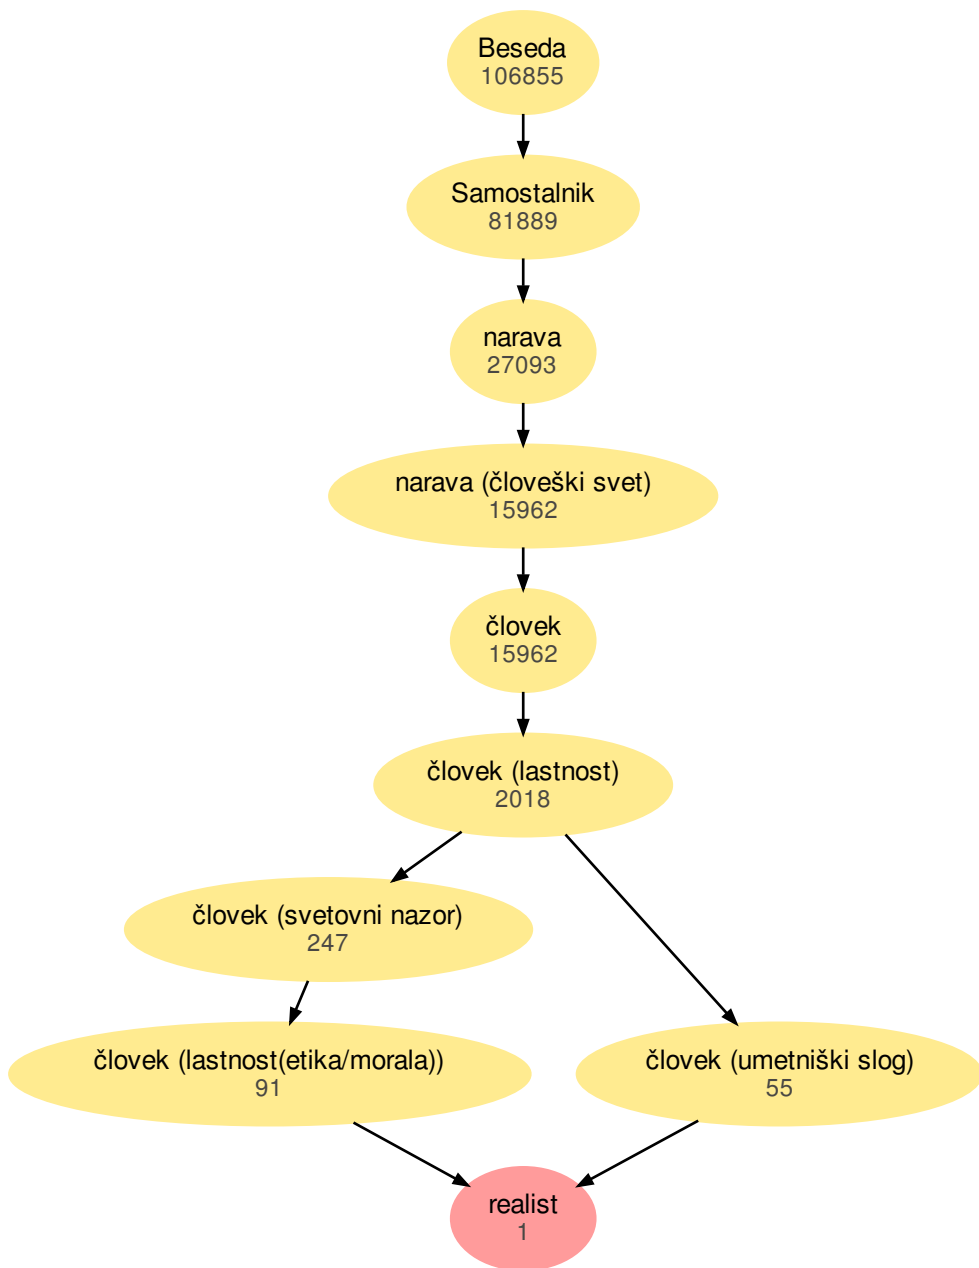 Beseda
106855
Samostalnik
81889
narava
27093
narava (človeški svet)
15962
človek
15962
človek (lastnost)
2018
človek (svetovni nazor)
247
človek (lastnost(etika/morala))
91
človek (umetniški slog)
55
realist
1